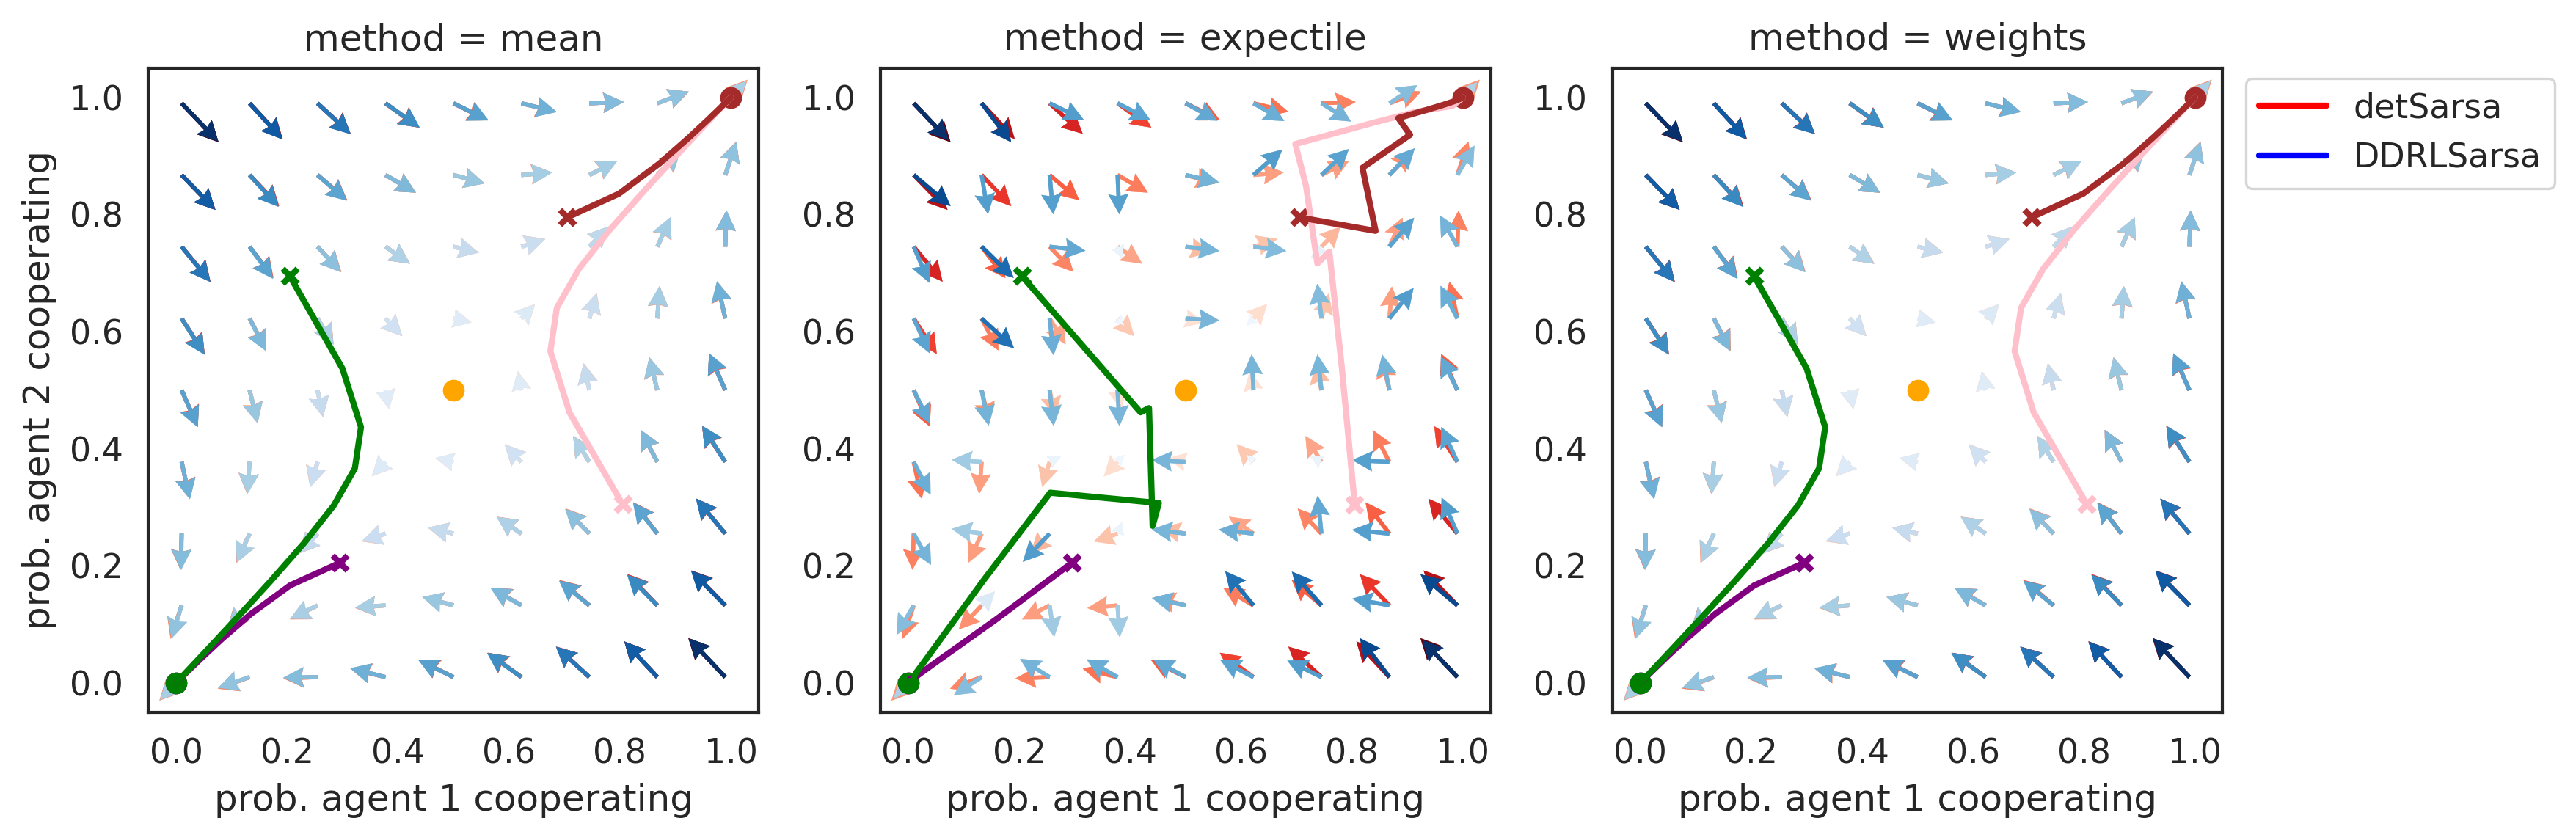 method = mean
method = expectile
method = weights
prob. agent 2 cooperating
1.0
0.8
0.6
0.4
0.2
0.0
1.0
0.8
0.6
0.4
0.2
0.0
1.0
0.8
0.6
0.4
0.2
0.0
detSarsa
DDRLSarsa
0.0 0.2 0.4 0.6 0.8 1.0
0.0 0.2 0.4 0.6 0.8 1.0
0.0 0.2 0.4 0.6 0.8 1.0
prob. agent 1 cooperating
prob. agent 1 cooperating
prob. agent 1 cooperating